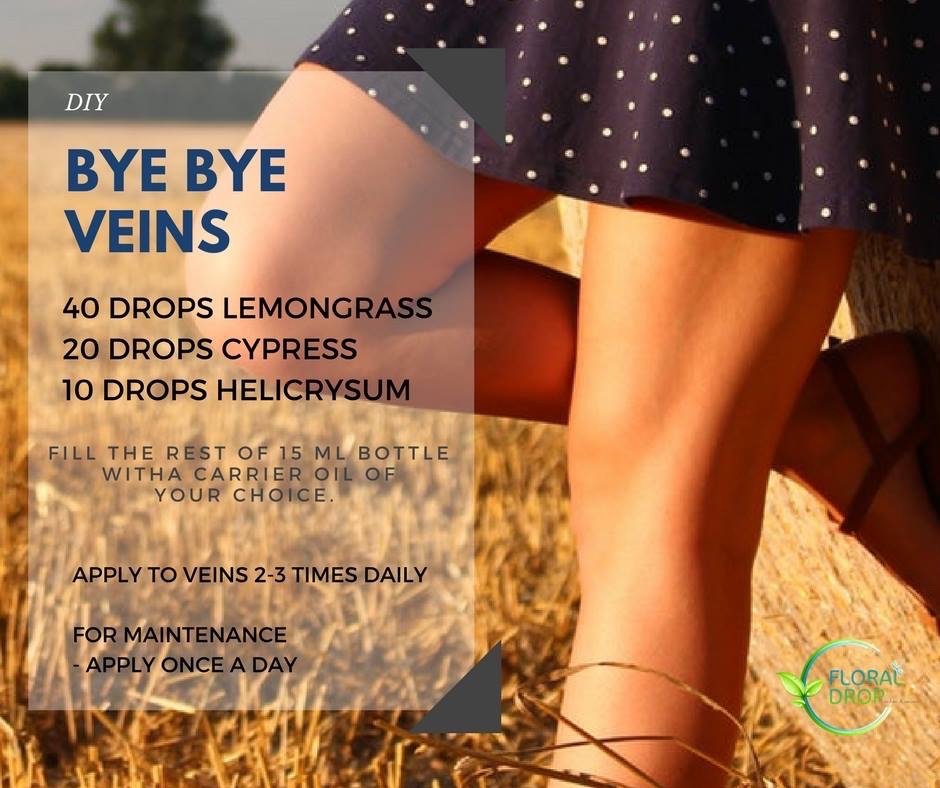 DIY
BYE BYE
VEINS
40 DROPS LEMONGRASS
20 DROPS CYPRESS
10 DROPS HELICRYSUM
FILL THE REST OF 15 ML BOTTLE
WITHA CARRIER OIL OF
YOUR CHOICE.
APPLY TO VEINS 2-3 TIMES DAILY
FOR MAINTENANCE
- APPLY ONCE A DAY
FLORAL
DROP